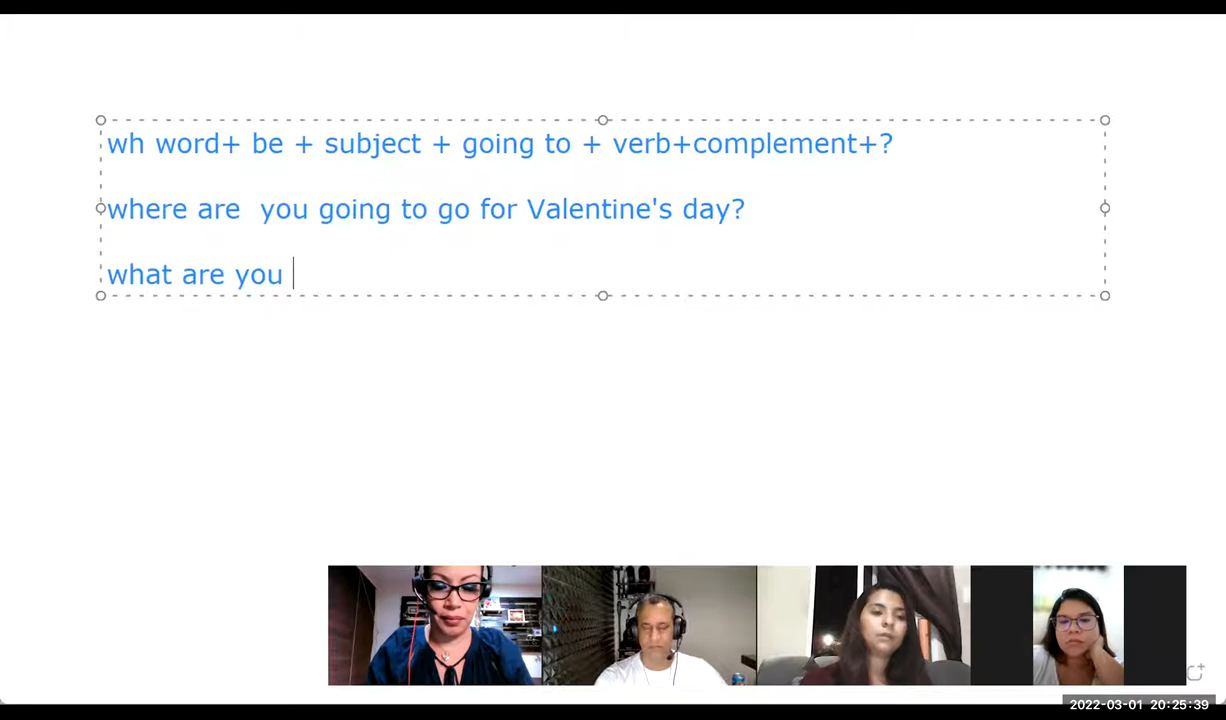 wh word+ be + subject + going to + verb+complement+?
where are  you going to go for Valentine's day?
what are you
2022-03-01 20:25:39